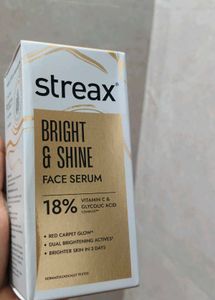 streax®
BRIGHT
& SHINE
FACE SERUM
18% VITAMIN C &
GLYCOLIC ACID
COMPLEX**
• RED CARPET GLOW*
• DUAL BRIGHTENING ACTIVES^
• BRIGHTER SKIN IN 3 DAYS
DERMATOLOGICALLY TESTED